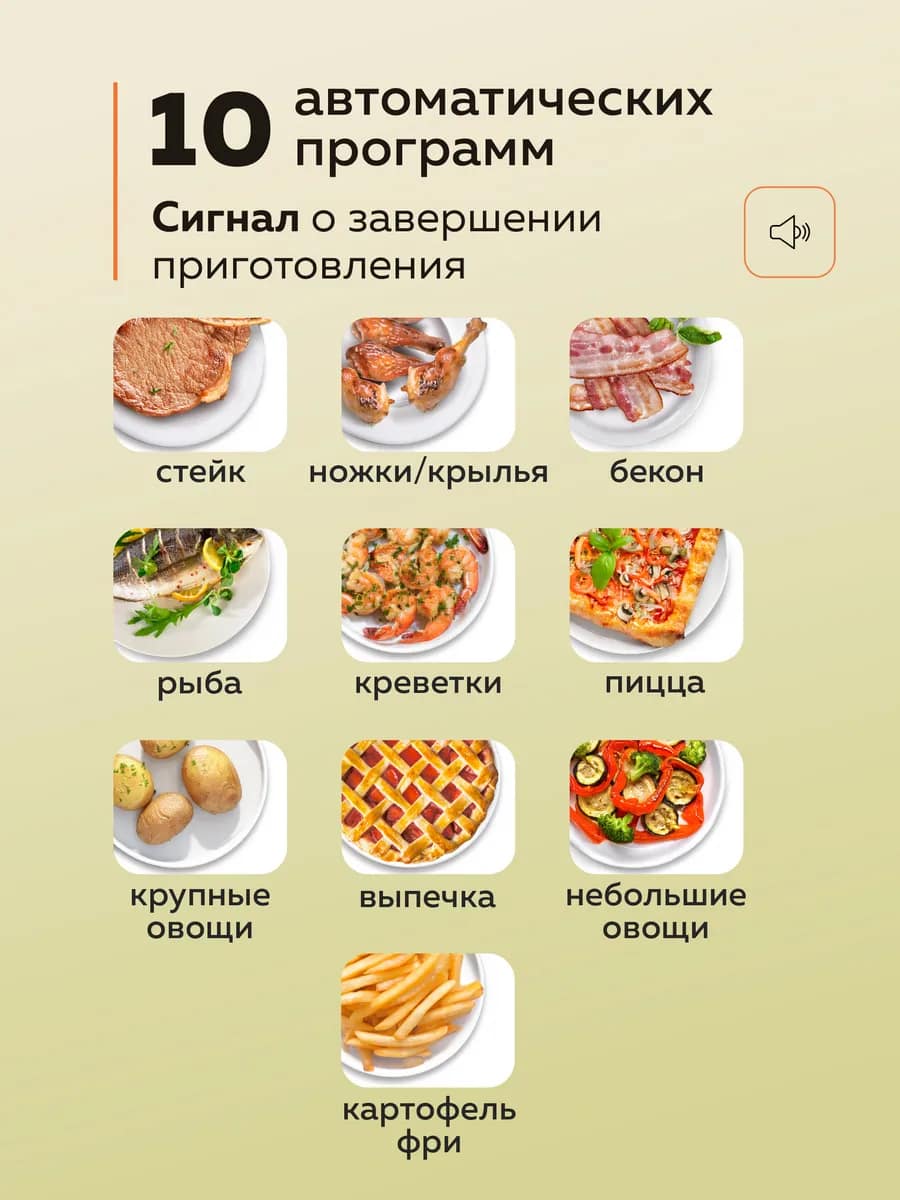 10 автоматических
программ
Сигнал о завершении
приготовления
стейк
ножки/крылья
бекон
рыба
креветки
пицца
крупные
овощи
выпечка
небольшие
овощи
картофель
фри